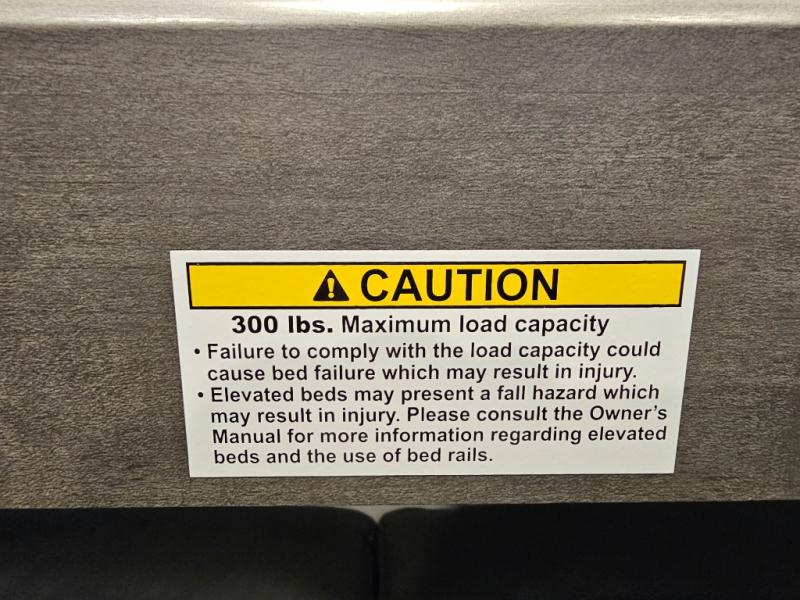 CAUTION
300 lbs. Maximum load capacity
• Failure to comply with the load capacity could
cause bed failure which may result in injury.
• Elevated beds may present a fall hazard which
may result in injury. Please consult the Owner's
Manual for more information regarding elevated
beds and the use of bed rails.